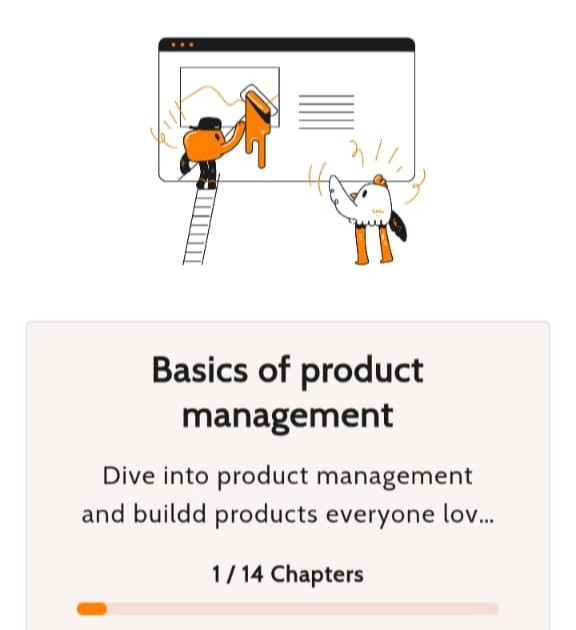 Basics of product
management
Dive into product management
and buildd products everyone lov...
1 / 14 Chapters